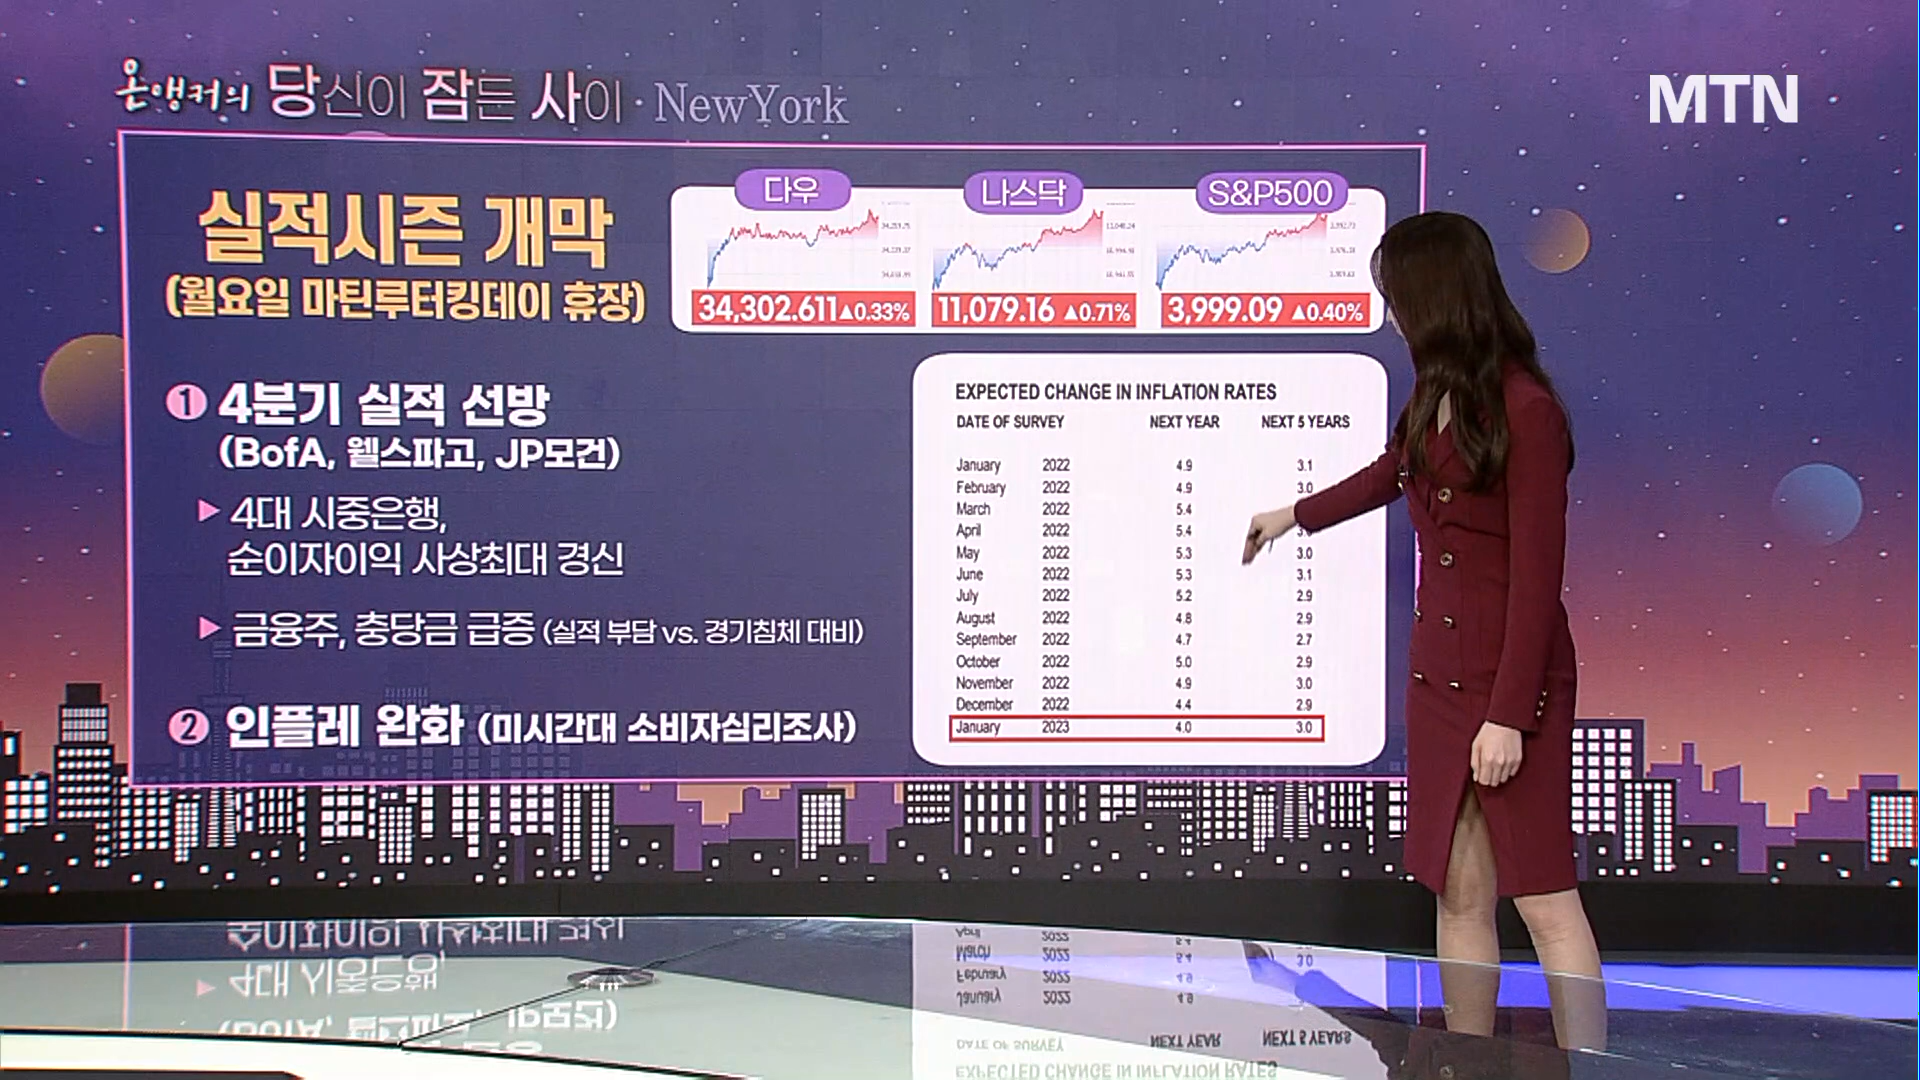 온앵커의 당신이 잠든 사이 · NewYork
MTN
실적시즌 개막
(월요일 마틴루터킹데이 휴장)
다우
34,302.611▲0.33%
나스닥
11,079.16 ▲0.71%
S&P500
3,999.09 ▲0.40%
① 4분기 실적 선방
(BofA, 웰스파고, JP모건)
▶ 4대 시중은행,
순이자이익 사상최대 경신
▶ 금융주, 충당금 급증 (실적 부담 vs. 경기침체 대비)
② 인플레 완화 (미시간대 소비자심리조사)
EXPECTED CHANGE IN INFLATION RATES
DATE OF SURVEY NEXT YEAR NEXT 5 YEARS
January 2022 4.9 3.1
February 2022 4.9 3.0
March 2022 5.4
April 2022 5.4
May 2022 5.3 3.0
June 2022 5.3 3.1
July 2022 5.2 2.9
August 2022 4.8 2.9
September 2022 4.7 2.7
October 2022 5.0 2.9
November 2022 4.9 3.0
December 2022 4.4 2.9
January 2023 4.0 3.0